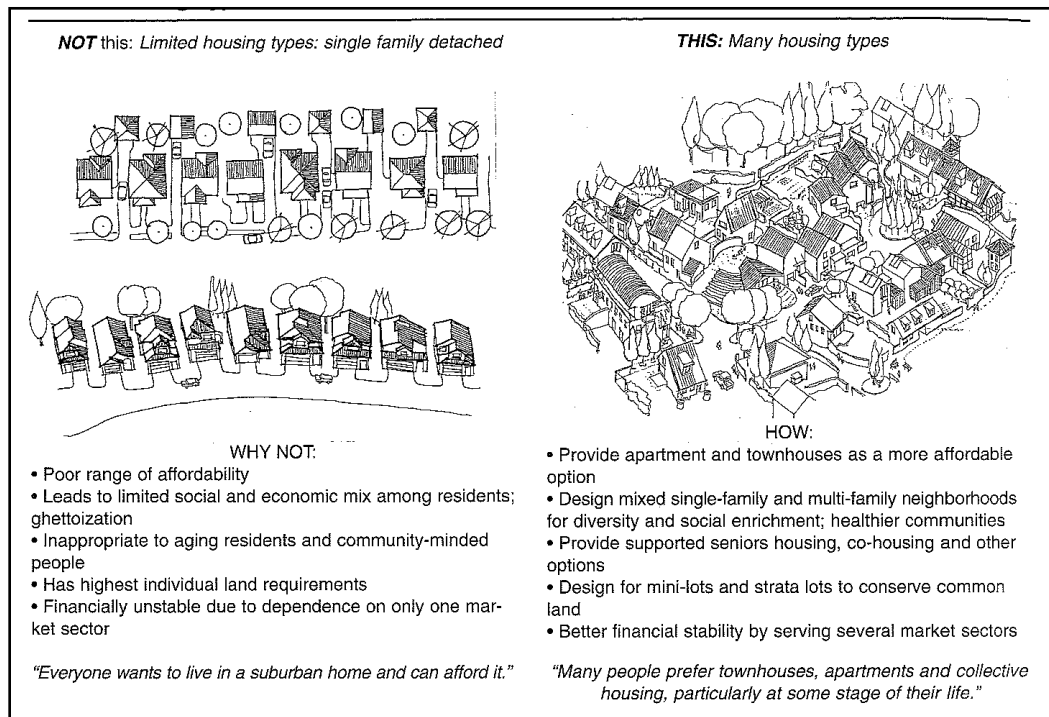 NOT this: Limited housing types: single family detached
WHY NOT:
• Poor range of affordability
• Leads to limited social and economic mix among residents;
ghettoization
• Inappropriate to aging residents and community-minded
people
• Has highest individual land requirements
• Financially unstable due to dependence on only one mar-
ket sector
"Everyone wants to live in a suburban home and can afford it."
THIS: Many housing types
HOW:
• Provide apartment and townhouses as a more affordable
option
• Design mixed single-family and multi-family neighborhoods
for diversity and social enrichment; healthier communities
• Provide supported seniors housing, co-housing and other
options
• Design for mini-lots and strata lots to conserve common
land
• Better financial stability by serving several market sectors
"Many people prefer townhouses, apartments and collective
housing, particularly at some stage of their life."